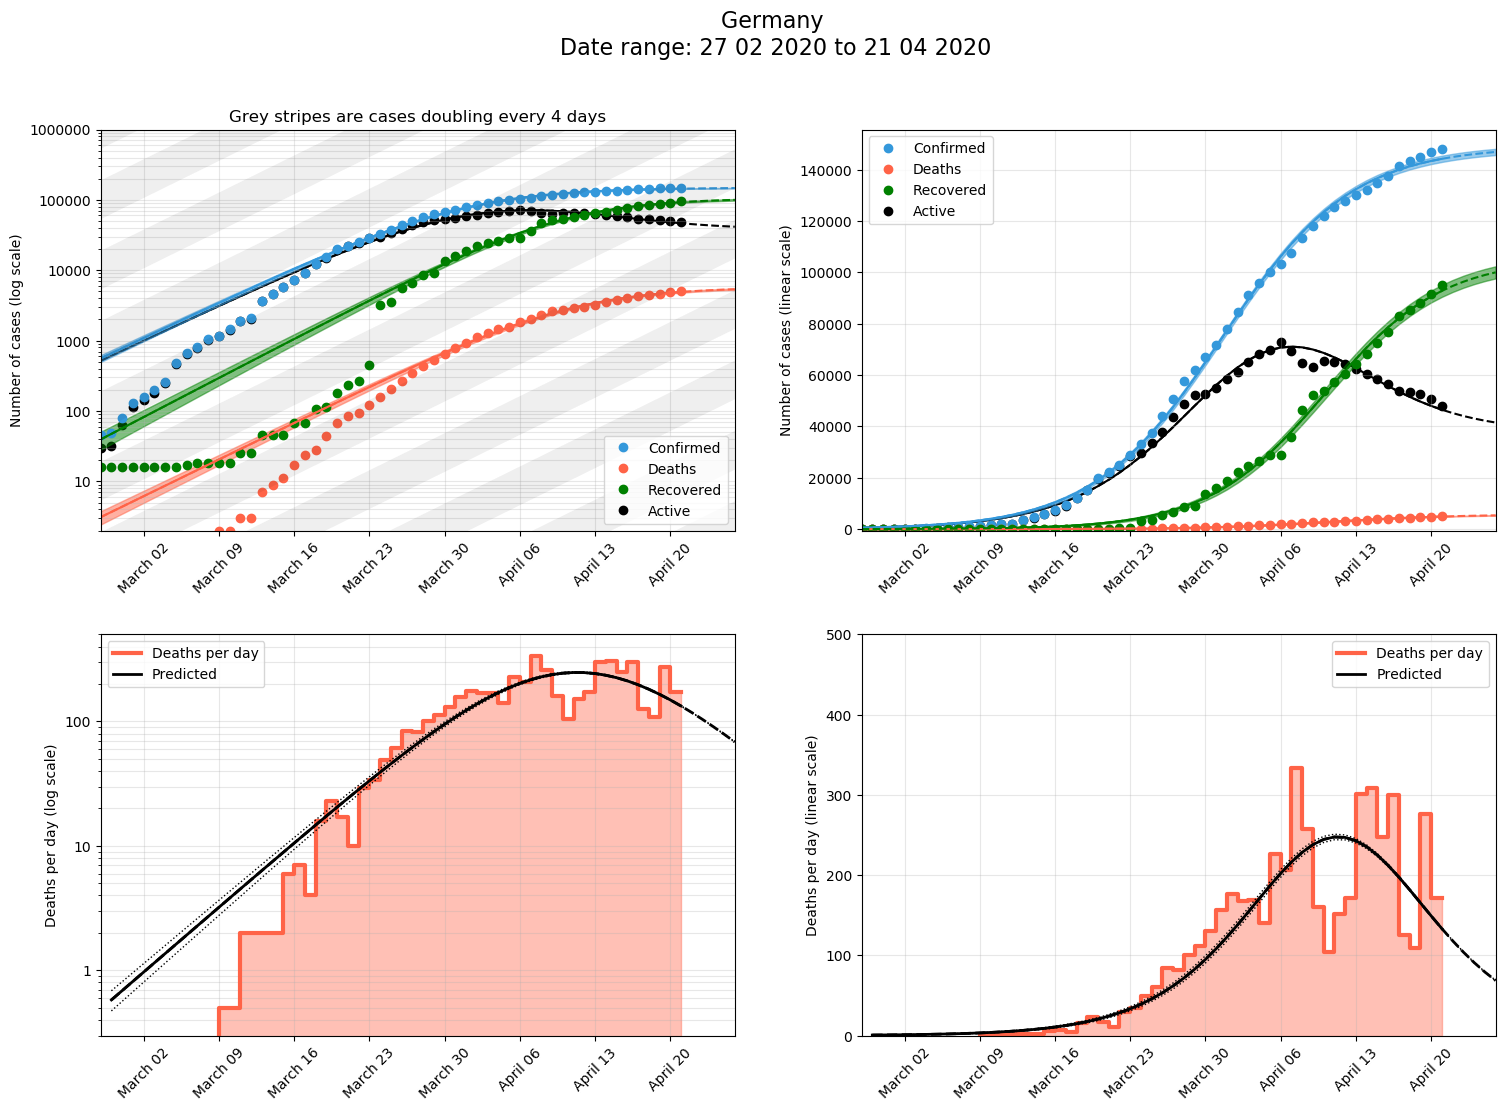 Germany
Date range: 27 02 2020 to 21 04 2020
Grey stripes are cases doubling every 4 days
Number of cases (log scale)
1000000
100000
10000
1000
100
10
Confirmed
Deaths
Recovered
Active
March 02
March 09
March 16
March 23
March 30
April 06
April 13
April 20
Number of cases (linear scale)
140000
120000
100000
80000
60000
40000
20000
0
Confirmed
Deaths
Recovered
Active
March 02
March 09
March 16
March 23
March 30
April 06
April 13
April 20
Deaths per day (log scale)
100
10
1
Deaths per day
Predicted
March 02
March 09
March 16
March 23
March 30
April 06
April 13
April 20
Deaths per day (linear scale)
500
400
300
200
100
0
Deaths per day
Predicted
March 02
March 09
March 16
March 23
March 30
April 06
April 13
April 20